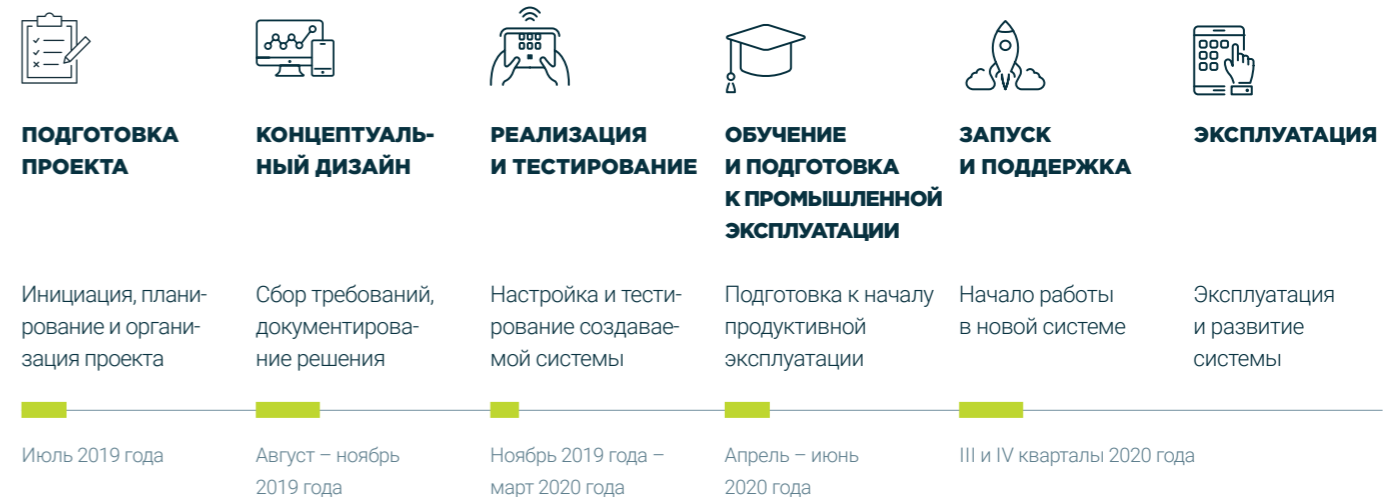 ПОДГОТОВКА
ПРОЕКТА
КОНЦЕПТУАЛЬ-
НЫЙ ДИЗАЙН
РЕАЛИЗАЦИЯ
И ТЕСТИРОВАНИЕ
ОБУЧЕНИЕ
И ПОДГОТОВКА
К ПРОМЫШЛЕННОЙ
ЭКСПЛУАТАЦИИ
ЗАПУСК
И ПОДДЕРЖКА
ЭКСПЛУАТАЦИЯ
Инициация, плани-
рование и органи-
зация проекта
Сбор требований,
документирова-
ние решения
Настройка и тести-
рование создавае-
мой системы
Подготовка к началу
продуктивной
эксплуатации
Начало работы
в новой системе
Эксплуатация
и развитие
системы
Июль 2019 года
Август – ноябрь
2019 года
Ноябрь 2019 года –
март 2020 года
Апрель – июнь
2020 года
III и IV кварталы 2020 года